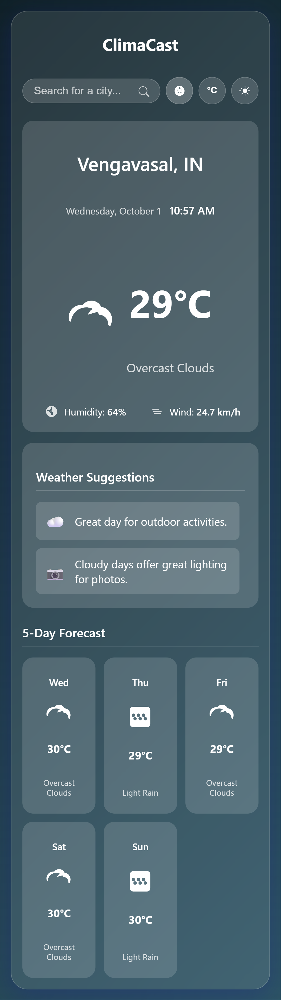 ClimaCast
Search for a city...
°C
Vengavasal, IN
Wednesday, October 1 10:57 AM
29°C
Overcast Clouds
Humidity: 64% Wind: 24.7 km/h
Weather Suggestions
Great day for outdoor activities.
Cloudy days offer great lighting
for photos.
5-Day Forecast
Wed
30°C
Overcast
Clouds
Thu
29°C
Light Rain
Fri
29°C
Overcast
Clouds
Sat
30°C
Overcast
Clouds
Sun
30°C
Light Rain